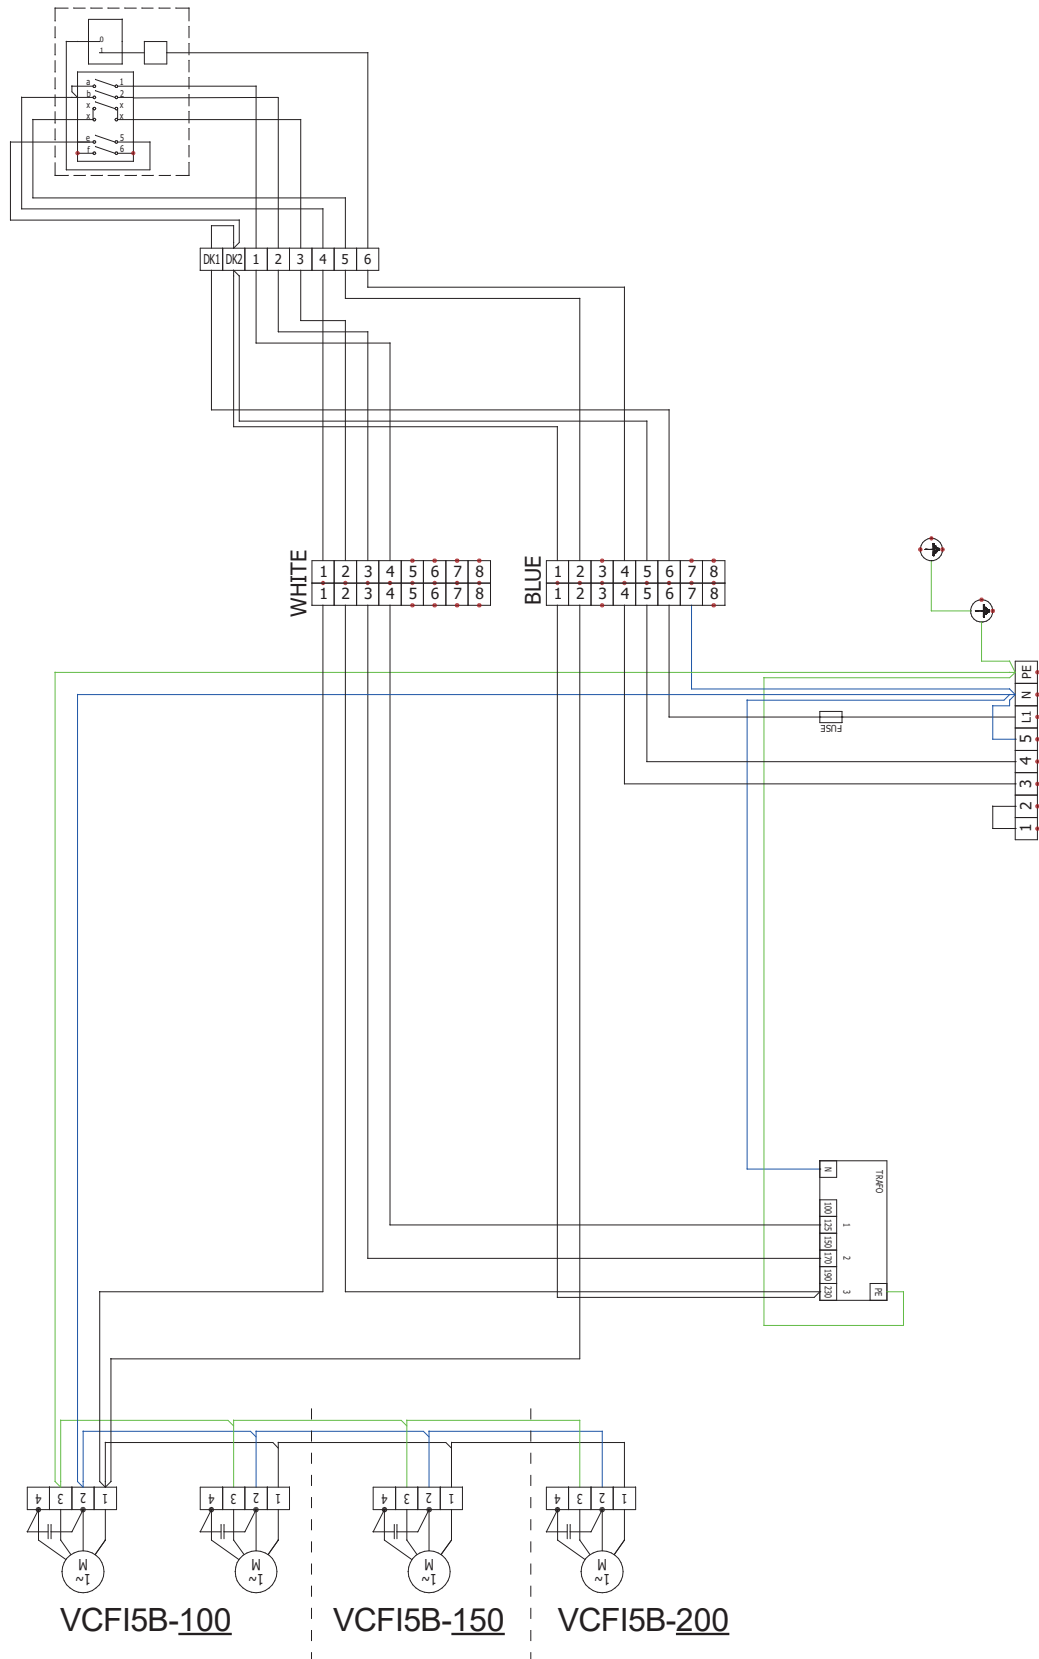 0
1
a 1
b 2
x x
x x
e 5
f 6
DK1 DK2 1 2 3 4 5 6
WHITE
1 2 3 4 5 6 7 8
1 2 3 4 5 6 7 8
BLUE
1 2 3 4 5 6 7 8
1 2 3 4 5 6 7 8
PE
N
L1
5
4
3
2
1
FUSE
TRAFO
N
100
125 1
150
170 2
190
230 3
PE
4 3 2 1
4 3 2 1
4 3 2 1
4 3 2 1
M
1~
M
1~
M
1~
M
1~
VCFI5B-100 VCFI5B-150 VCFI5B-200